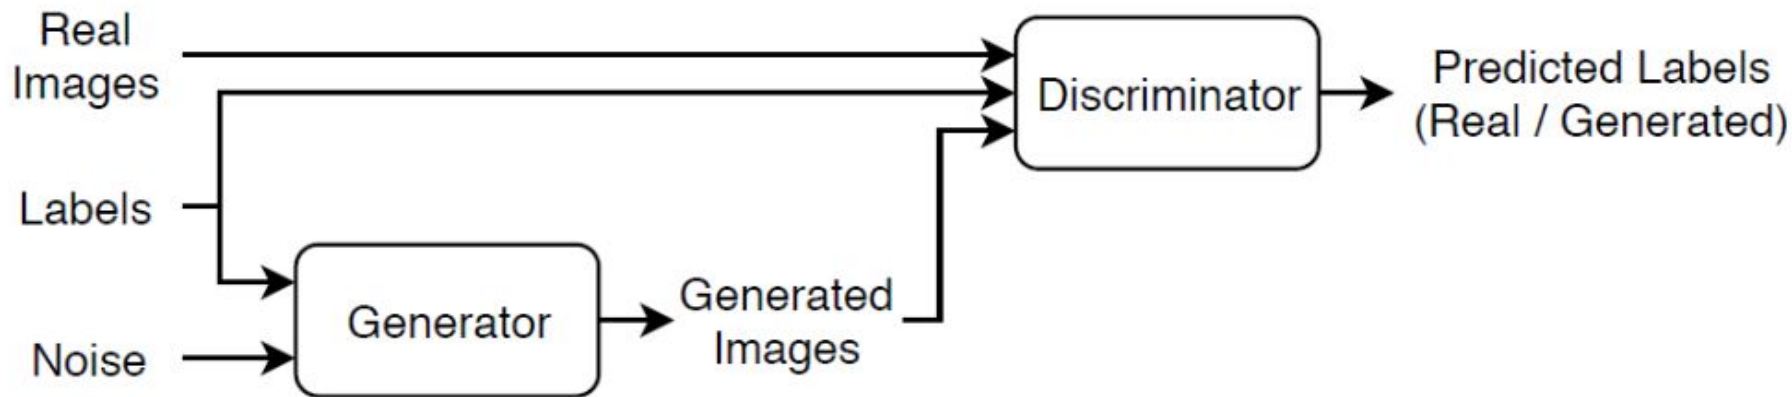 Real
Images
Discriminator
Predicted Labels
(Real / Generated)
Labels
Generator
Generated
Images
Noise